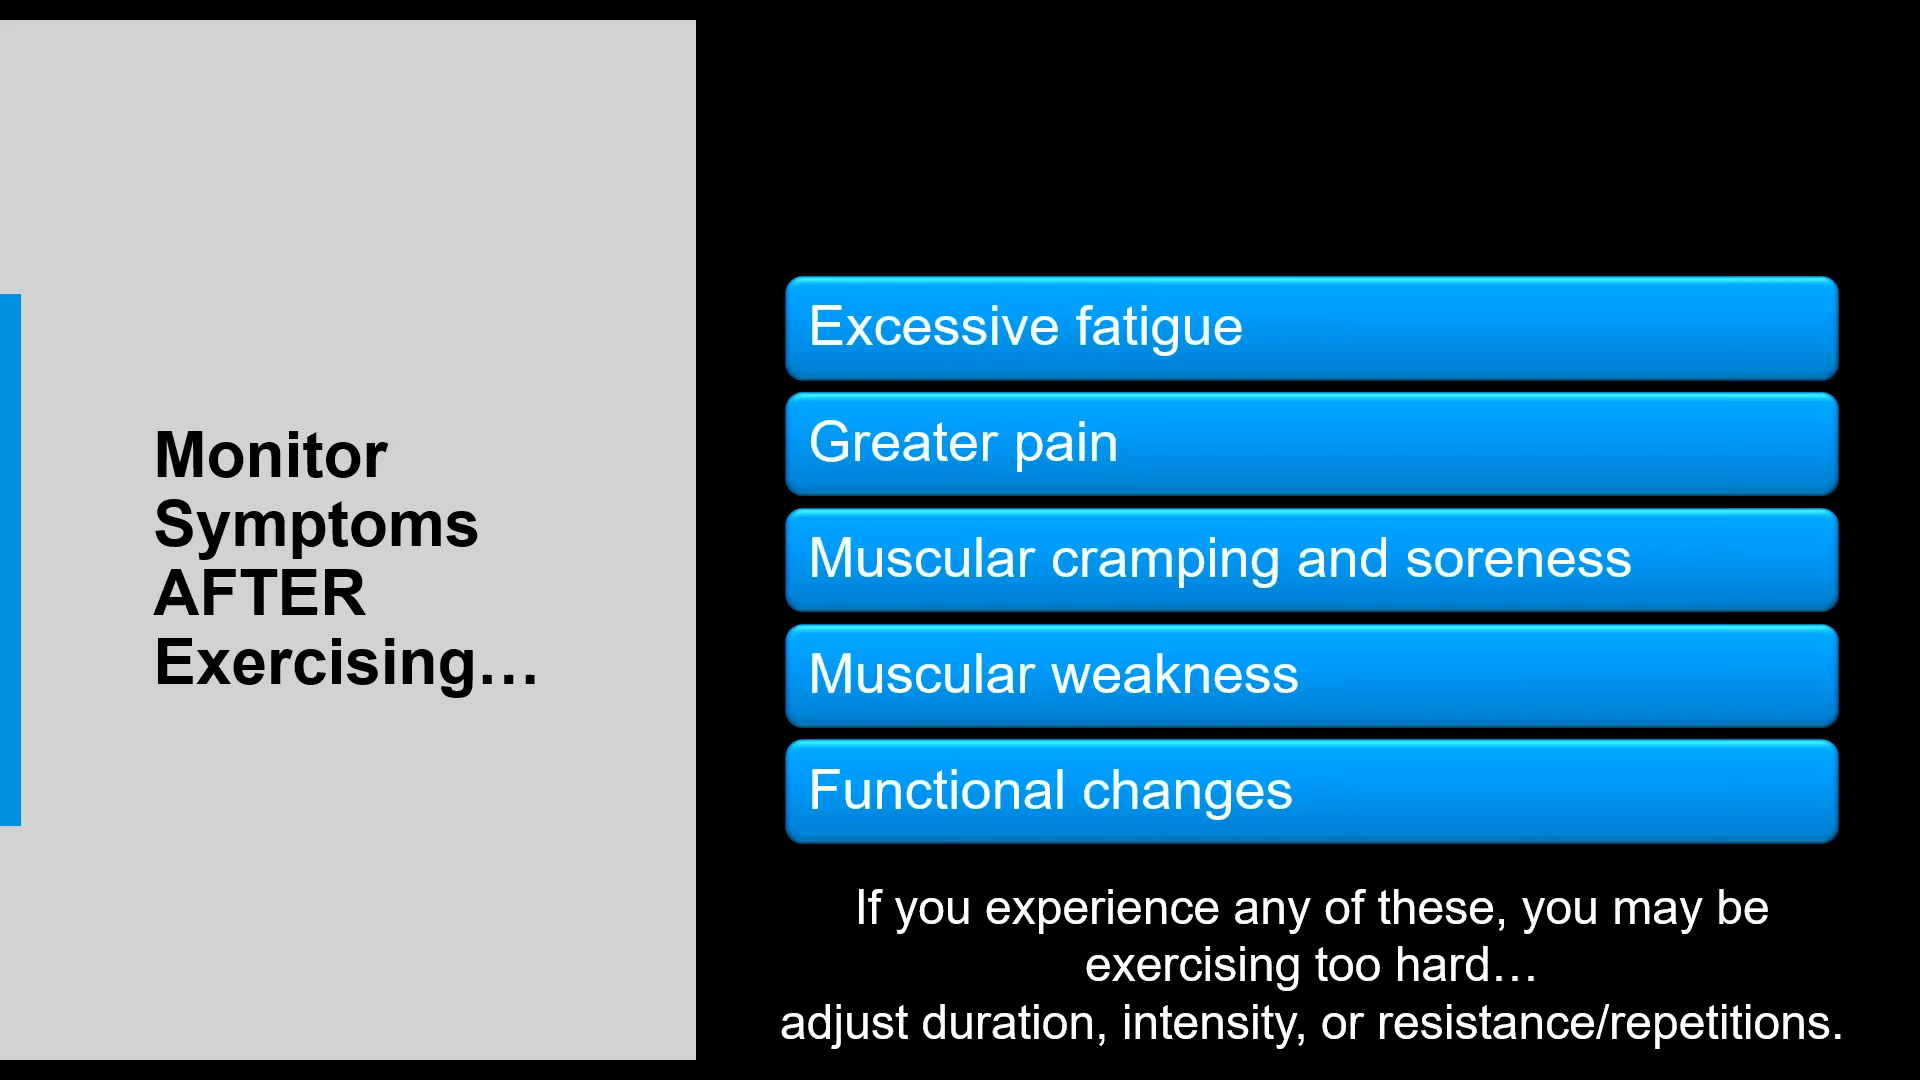 Monitor
Symptoms
AFTER
Exercising…
Excessive fatigue
Greater pain
Muscular cramping and soreness
Muscular weakness
Functional changes
If you experience any of these, you may be
exercising too hard…
adjust duration, intensity, or resistance/repetitions.